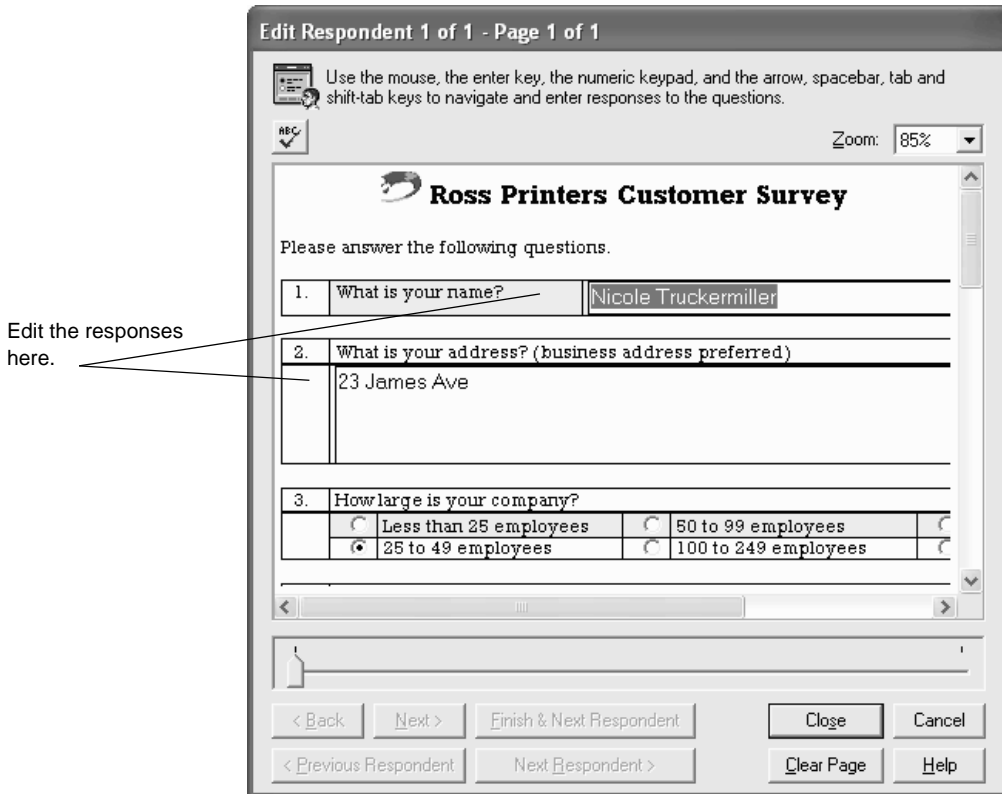 Edit Respondent 1 of 1 - Page 1 of 1
Use the mouse, the enter key, the numeric keypad, and the arrow, spacebar, tab and
shift-tab keys to navigate and enter responses to the questions.
ABC
Zoom: 85%
Ross Printers Customer Survey
Please answer the following questions.
1. What is your name? Nicole Truckermiller
Edit the responses
here.
2. What is your address? (business address preferred)
23 James Ave
3. How large is your company?
Less than 25 employees 50 to 99 employees
25 to 49 employees 100 to 249 employees
< Back Next > Finish & Next Respondent Close Cancel
< Previous Respondent Next Respondent > Clear Page Help